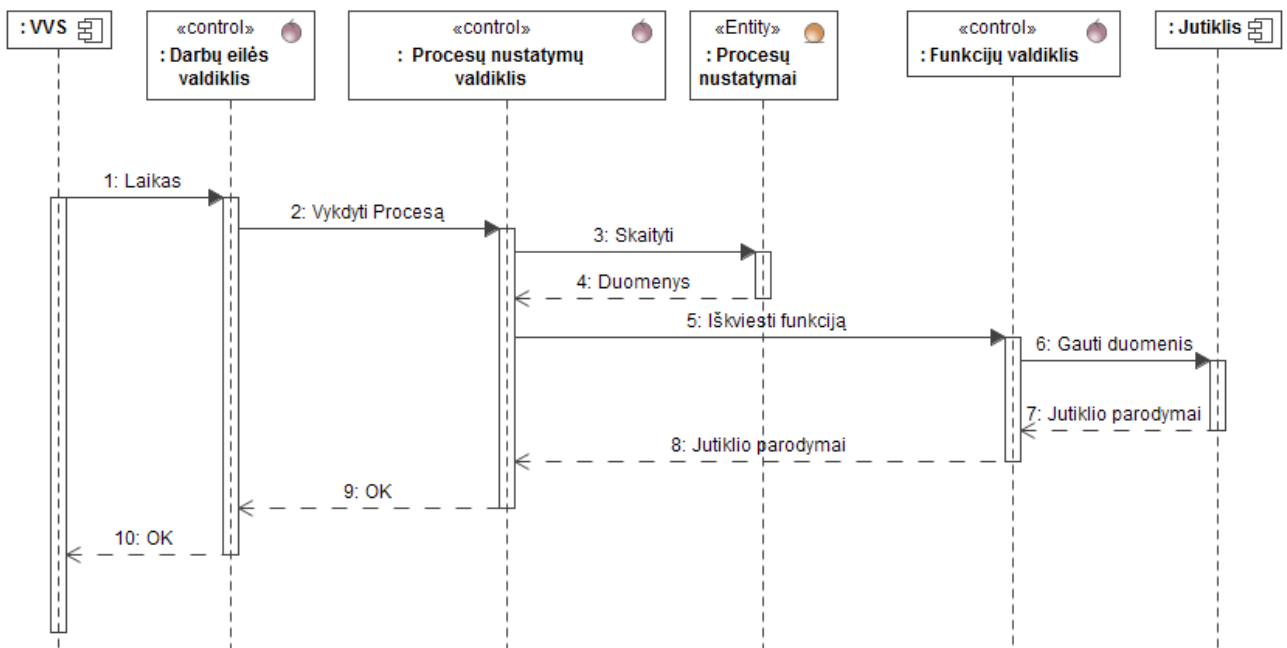 : VVS
«control»
: Darbų eilės
valdiklis
«control»
: Procesų nustatymų
valdiklis
«Entity»
: Procesų
nustatymai
«control»
: Funkcijų valdiklis
: Jutiklis
1: Laikas
2: Vykdyti Procesą
3: Skaityti
4: Duomenys
5: Iškviesti funkciją
6: Gauti duomenis
7: Jutiklio parodymai
8: Jutiklio parodymai
9: OK
10: OK